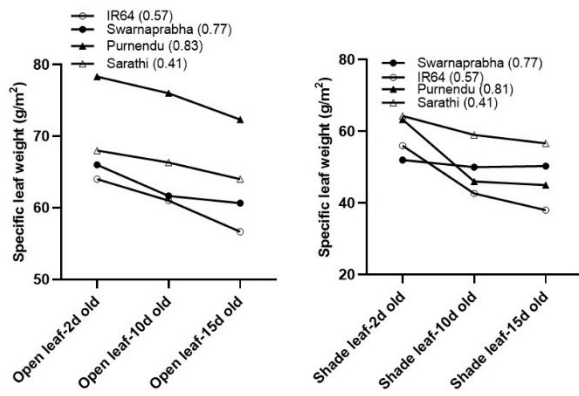 IR64 (0.57)
Swarnaprabha (0.77)
Purnendu (0.83)
Sarathi (0.41)
Specific leaf weight (g/m²)
80
70
60
50
Open leaf-2d old
Open leaf-10d old
Open leaf-15d old
Swarnaprabha (0.77)
IR64 (0.57)
Purnendu (0.81)
Sarathi (0.41)
Specific leaf weight (g/m²)
80
60
40
20
Shade leaf-2d old
Shade leaf-10d old
Shade leaf-15d old